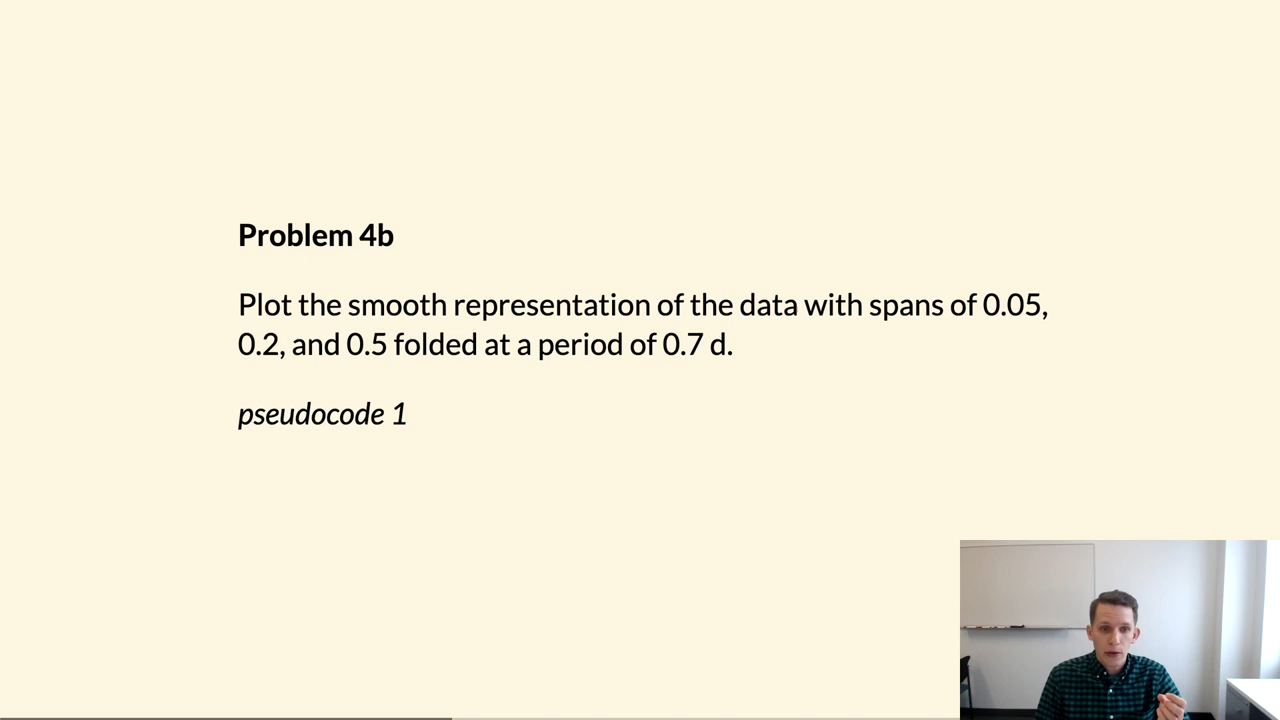 Problem 4b
Plot the smooth representation of the data with spans of 0.05,
0.2, and 0.5 folded at a period of 0.7 d.
pseudocode 1